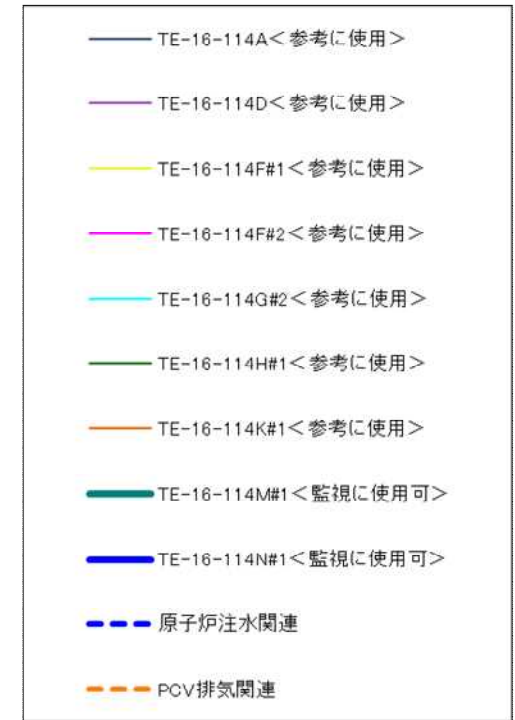 TE-16-114A＜参考に使用＞
TE-16-114D＜参考に使用＞
TE-16-114F#1＜参考に使用＞
TE-16-114F#2＜参考に使用＞
TE-16-114G#2＜参考に使用＞
TE-16-114H#1＜参考に使用＞
TE-16-114K#1＜参考に使用＞
TE-16-114M#1＜監視に使用可＞
TE-16-114N#1＜監視に使用可＞
原子炉注水関連
PCV排気関連